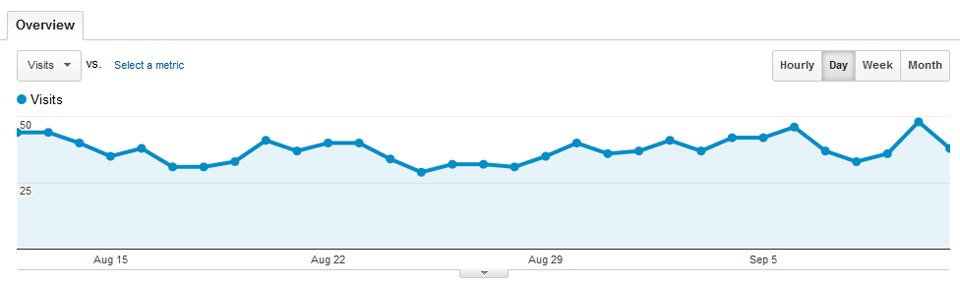 Overview
Visits vs. Select a metric Hourly Day Week Month
Visits
50
25
Aug 15 Aug 22 Aug 29 Sep 5